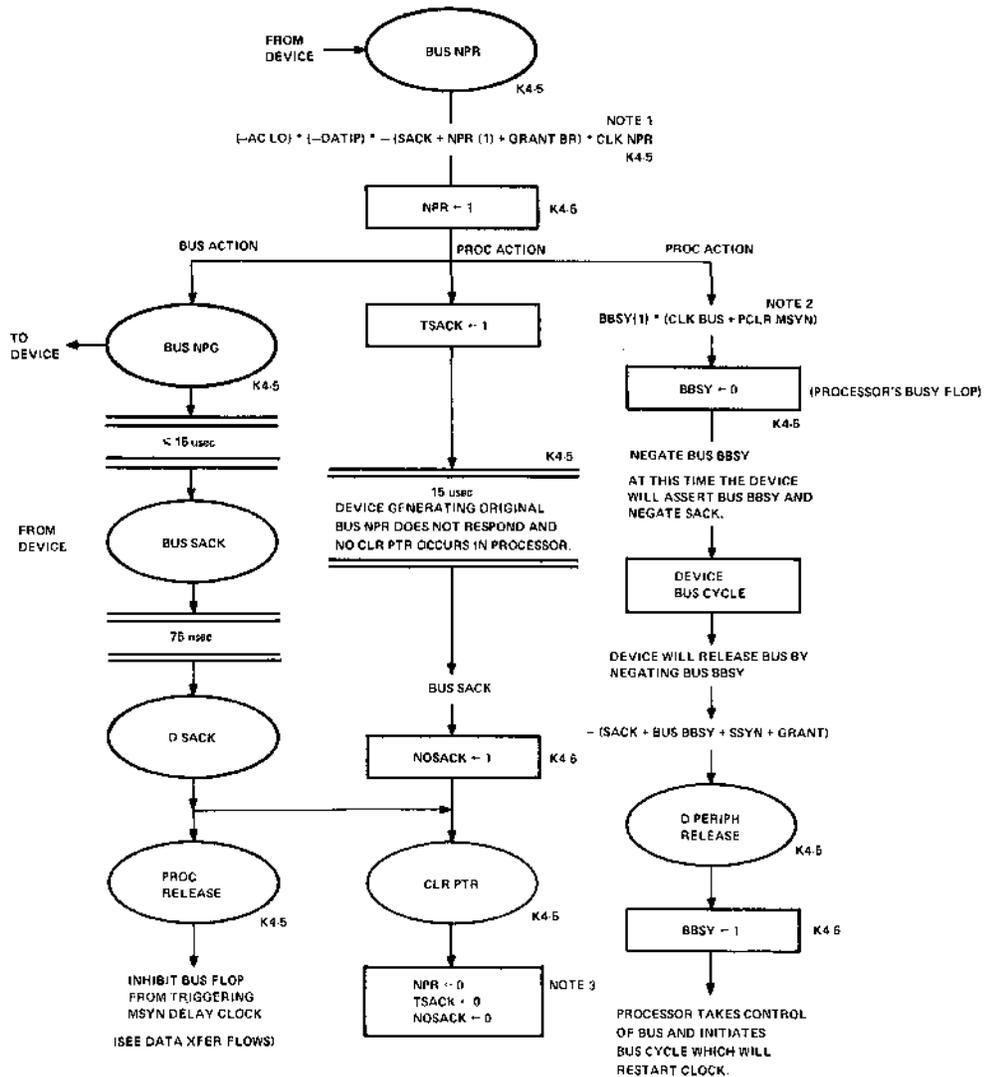 FROM
DEVICE
BUS NPR
K4-5
NOTE 1
(–AC LO) * (–DATIP) * – (SACK + NPR (1) + GRANT BR) * CLK NPR
K4-5
NPR ← 1
K4-5
BUS ACTION
PROC ACTION
PROC ACTION
TO
DEVICE
BUS NPG
K4-5
TSACK ← 1
NOTE 2
BBSY(1) * (CLK BUS + PCLR MSYN)
BBSY ← 0
(PROCESSOR'S BUSY FLOP)
K4-5
< 15 usec
K4-5
NEGATE BUS BBSY
AT THIS TIME THE DEVICE
WILL ASSERT BUS BBSY AND
NEGATE SACK.
15 usec
DEVICE GENERATING ORIGINAL
BUS NPR DOES NOT RESPOND AND
NO CLR PTR OCCURS IN PROCESSOR.
FROM
DEVICE
BUS SACK
DEVICE
BUS CYCLE
75 nsec
DEVICE WILL RELEASE BUS BY
NEGATING BUS BBSY
BUS SACK
D SACK
NOSACK ← 1
K4-5
– (SACK + BUS BBSY + SSYN + GRANT)
D PERIPH
RELEASE
K4-5
PROC
RELEASE
K4-5
CLR PTR
K4-5
BBSY ← 1
K4-5
INHIBIT BUS FLOP
FROM TRIGGERING
MSYN DELAY CLOCK
(SEE DATA XFER FLOWS)
NPR ← 0
TSACK ← 0
NOSACK ← 0
NOTE 3
PROCESSOR TAKES CONTROL
OF BUS AND INITIATES
BUS CYCLE WHICH WILL
RESTART CLOCK.